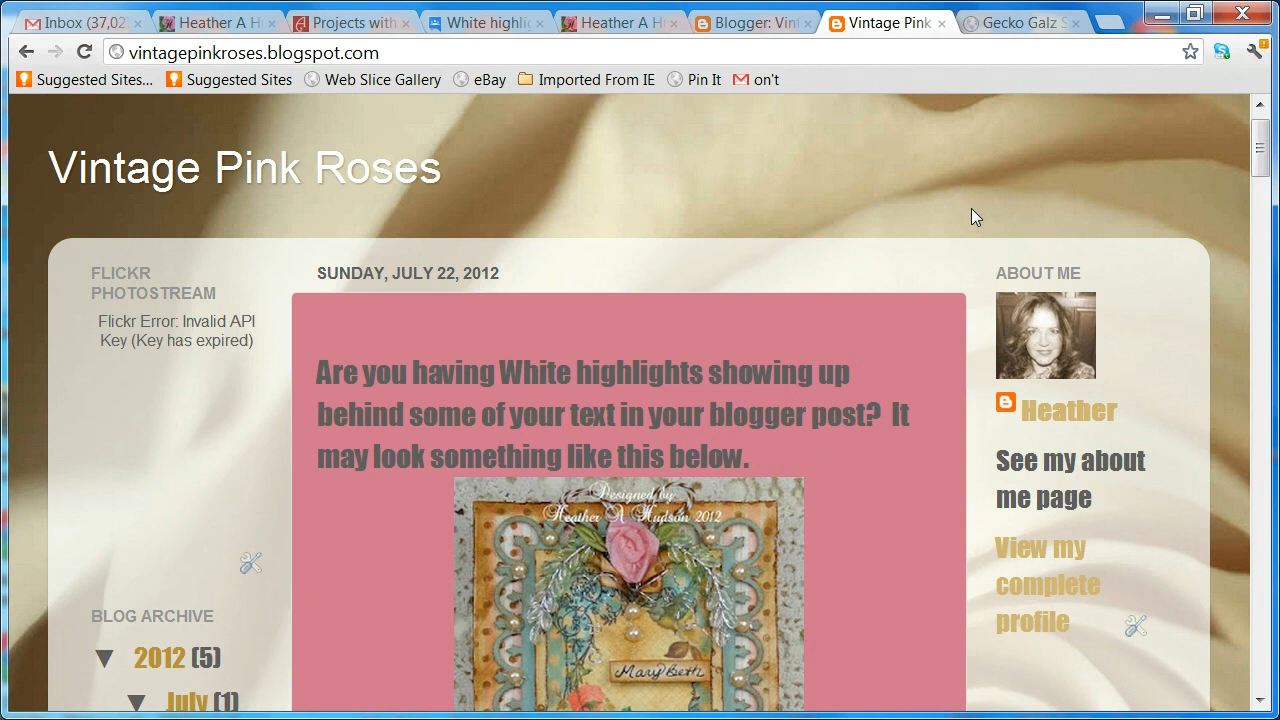 Inbox (37,02
Heather A H
Projects with
White highlig
Heather A H
Blogger: Vint
Vintage Pink
Gecko Galz S
vintagepinkroses.blogspot.com
Suggested Sites...
Suggested Sites
Web Slice Gallery
eBay
Imported From IE
Pin It
on't
Vintage Pink Roses
FLICKR
PHOTOSTREAM
Flickr Error: Invalid API
Key (Key has expired)
BLOG ARCHIVE
▼ 2012 (5)
▼ July (1)
SUNDAY, JULY 22, 2012
Are you having White highlights showing up
behind some of your text in your blogger post? It
may look something like this below.
Designed by
Heather A Hudson 2012
MaryBeth
ABOUT ME
Heather
See my about
me page
View my
complete
profile